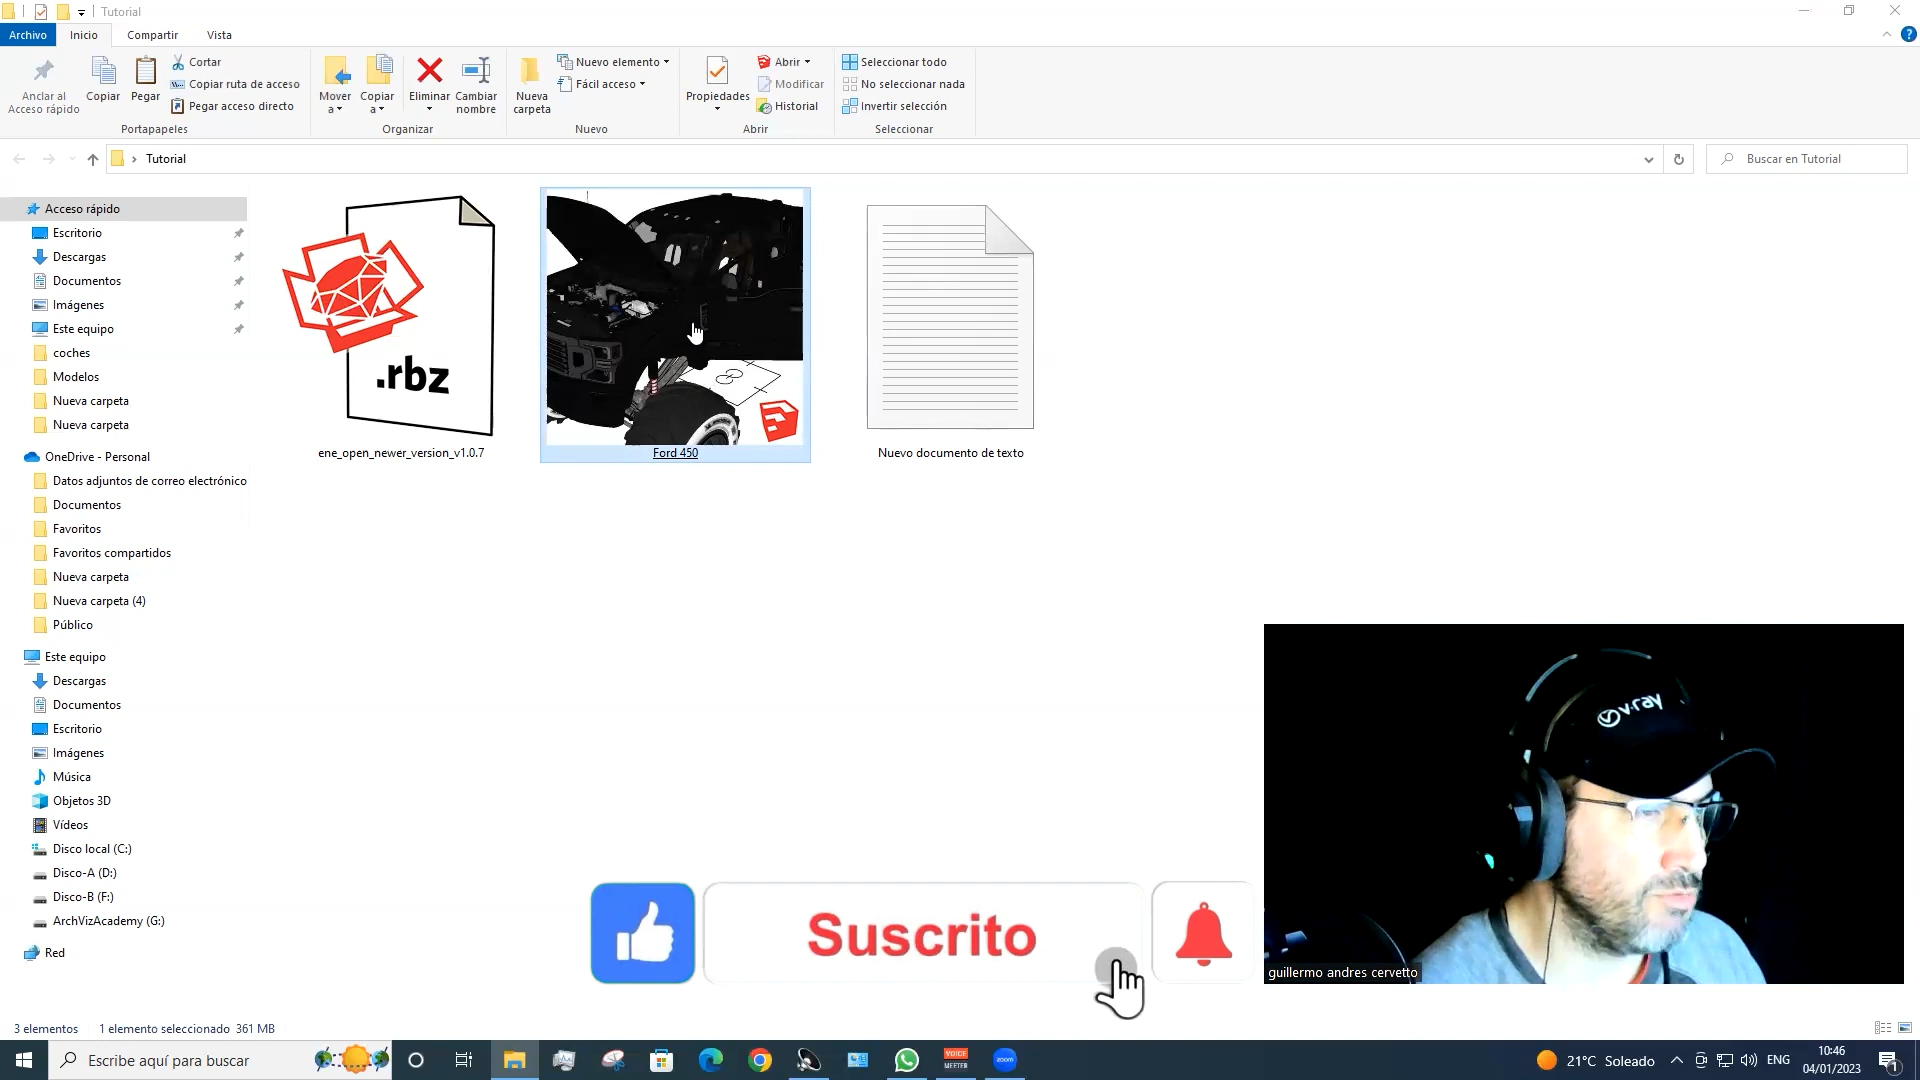 Tutorial
Archivo
Inicio
Compartir
Vista
Anclar al
Acceso rápido
Copiar
Pegar
Cortar
Copiar ruta de acceso
Pegar acceso directo
Portapapeles
Mover
a
Copiar
a
Eliminar
Cambiar
nombre
Organizar
Nueva
carpeta
Nuevo elemento
Fácil acceso
Nuevo
Propiedades
Abrir
Modificar
Historial
Abrir
Seleccionar todo
No seleccionar nada
Invertir selección
Seleccionar
Tutorial
Buscar en Tutorial
Acceso rápido
Escritorio
Descargas
Documentos
Imágenes
Este equipo
coches
Modelos
Nueva carpeta
Nueva carpeta
OneDrive - Personal
Datos adjuntos de correo electrónico
Documentos
Favoritos
Favoritos compartidos
Nueva carpeta
Nueva carpeta (4)
Público
Este equipo
Descargas
Documentos
Escritorio
Imágenes
Música
Objetos 3D
Vídeos
Disco local (C:)
Disco-A (D:)
Disco-B (F:)
ArchVizAcademy (G:)
Red
.rbz
ene_open_newer_version_v1.0.7
Ford 450
Nuevo documento de texto
v·ray
guillermo andres cervetto
Suscrito
3 elementos
1 elemento seleccionado 361 MB
Escribe aquí para buscar
VOICE
MEETER
zoom
21°C Soleado
ENG
10:46
04/01/2023
1